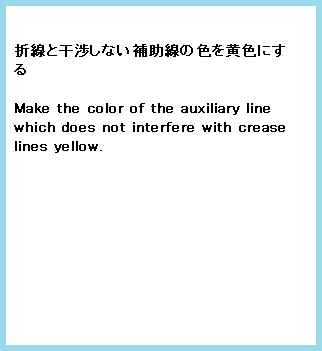 折線と干渉しない補助線の色を黄色にす
る
Make the color of the auxiliary line
which does not interfere with crease
lines yellow.